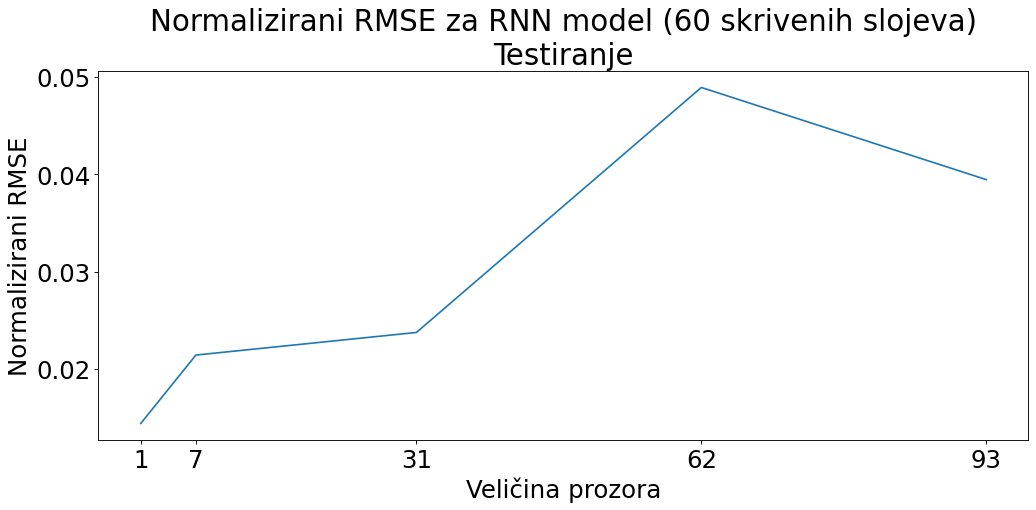 Normalizirani RMSE za RNN model (60 skrivenih slojeva)
Testiranje
Normalizirani RMSE
0.05
0.04
0.03
0.02
1 7 31 62 93
Veličina prozora